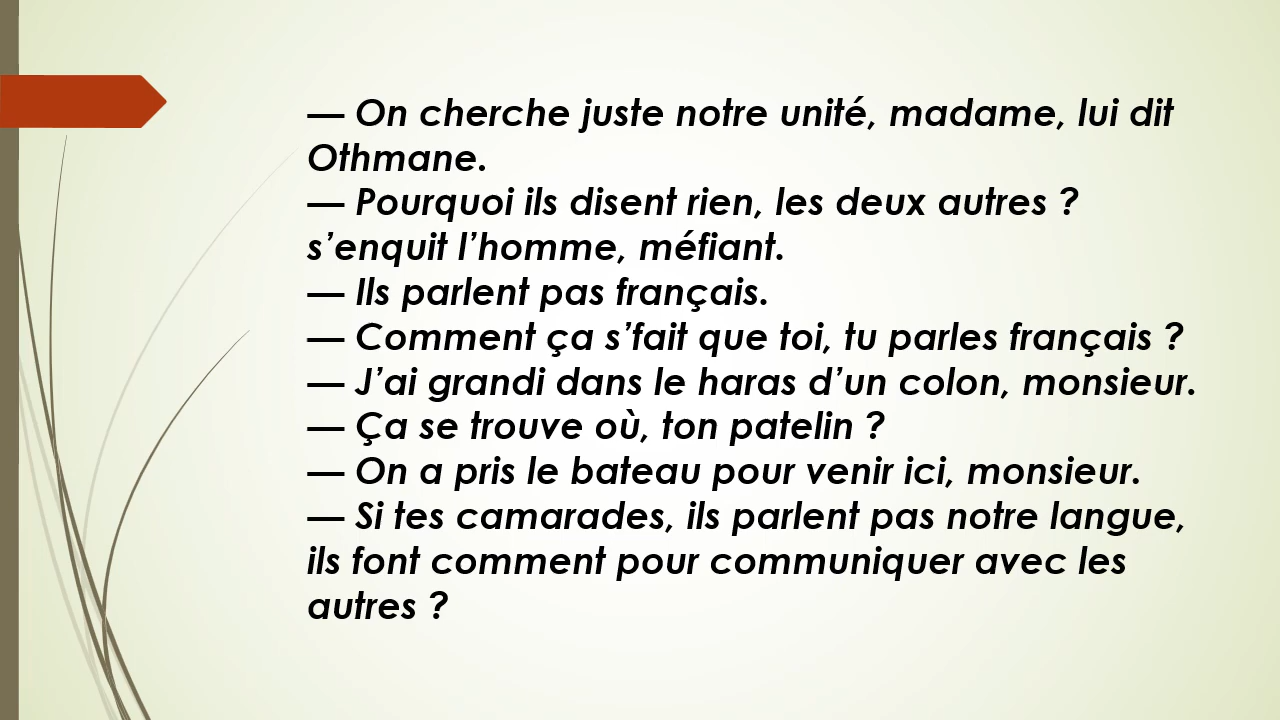 — On cherche juste notre unité, madame, lui dit
Othmane.
— Pourquoi ils disent rien, les deux autres ?
s’enquit l’homme, méfiant.
— Ils parlent pas français.
— Comment ça s’fait que toi, tu parles français ?
— J’ai grandi dans le haras d’un colon, monsieur.
— Ça se trouve où, ton patelin ?
— On a pris le bateau pour venir ici, monsieur.
— Si tes camarades, ils parlent pas notre langue,
ils font comment pour communiquer avec les
autres ?